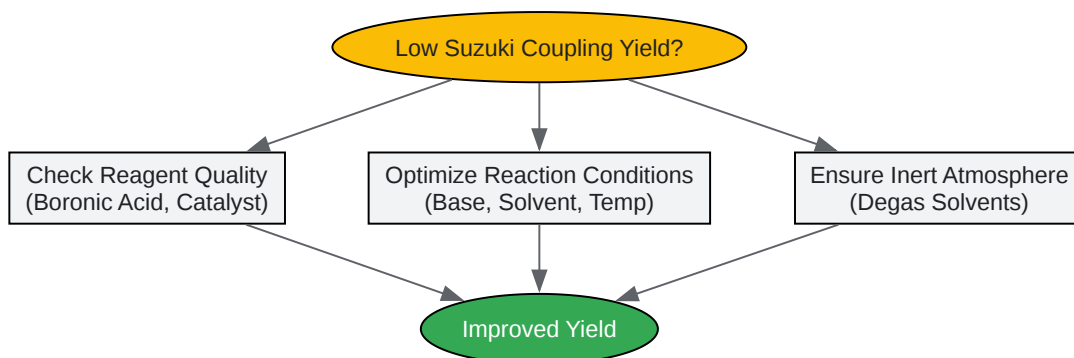 Low Suzuki Coupling Yield?
Check Reagent Quality
(Boronic Acid, Catalyst)
Optimize Reaction Conditions
(Base, Solvent, Temp)
Ensure Inert Atmosphere
(Degas Solvents)
Improved Yield